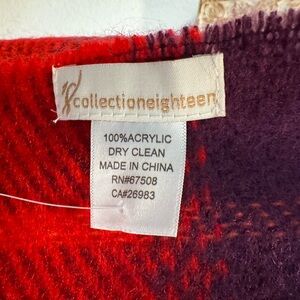 collectioneighteen
100%ACRYLIC
DRY CLEAN
MADE IN CHINA
RN#67508
CA#26983